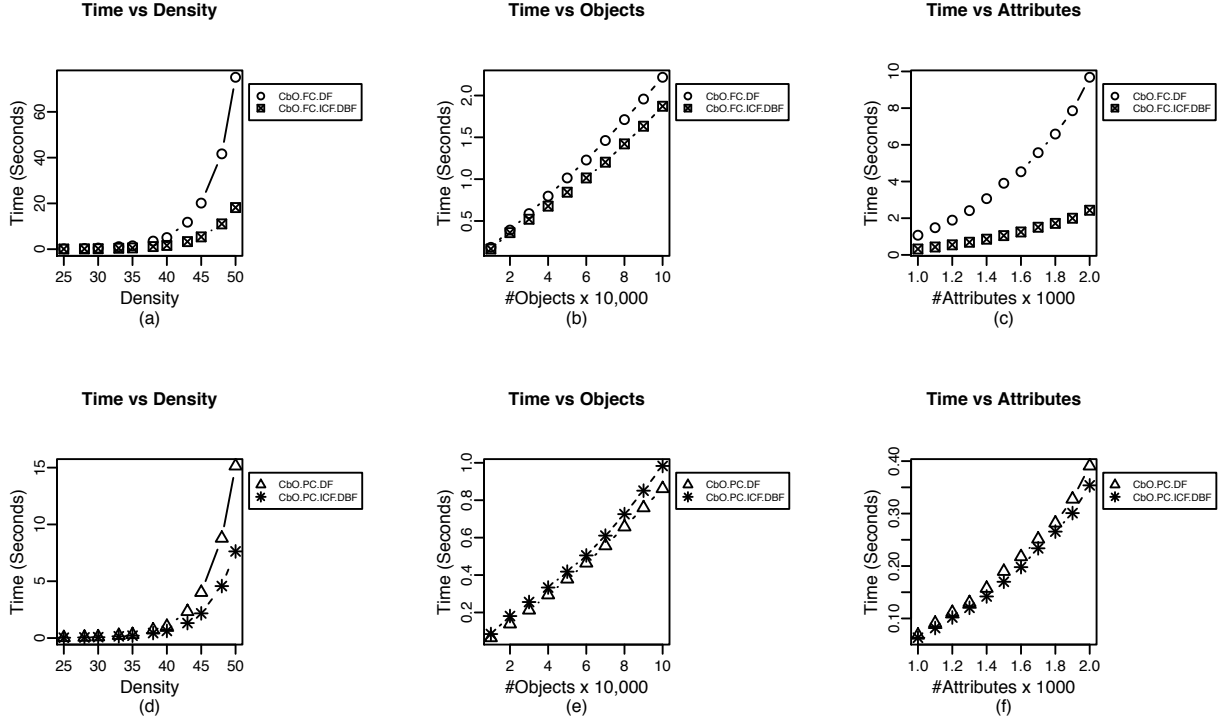 Time vs Density
Time (Seconds)
0 20 40 60
25 30 35 40 45 50
Density
(a)
CbO.FC.DF
CbO.FC.ICF.DBF
Time vs Objects
Time (Seconds)
0.5 1.0 1.5 2.0
2 4 6 8 10
#Objects x 10,000
(b)
CbO.FC.DF
CbO.FC.ICF.DBF
Time vs Attributes
Time (Seconds)
0 2 4 6 8 10
1.0 1.2 1.4 1.6 1.8 2.0
#Attributes x 1000
(c)
CbO.FC.DF
CbO.FC.ICF.DBF
Time vs Density
Time (Seconds)
0 5 10 15
25 30 35 40 45 50
Density
(d)
CbO.PC.DF
CbO.PC.ICF.DBF
Time vs Objects
Time (Seconds)
0.2 0.4 0.6 0.8 1.0
2 4 6 8 10
#Objects x 10,000
(e)
CbO.PC.DF
CbO.PC.ICF.DBF
Time vs Attributes
Time (Seconds)
0.10 0.20 0.30 0.40
1.0 1.2 1.4 1.6 1.8 2.0
#Attributes x 1000
(f)
CbO.PC.DF
CbO.PC.ICF.DBF